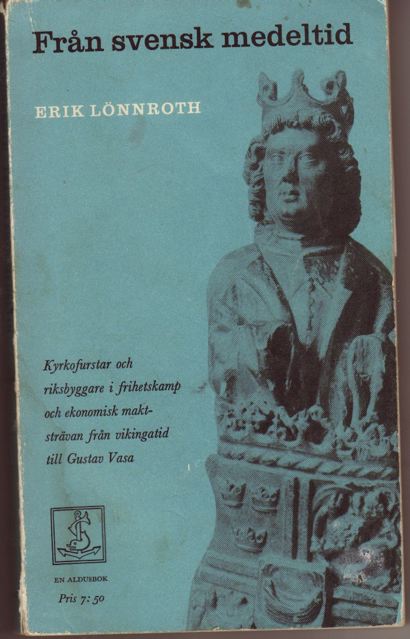 Från svensk medeltid
ERIK LÖNNROTH
Kyrkofurstar och
riksbyggare i frihetskamp
och ekonomisk makt-
strävan från vikingatid
till Gustav Vasa
EN ALDUSBOK
Pris 7:50